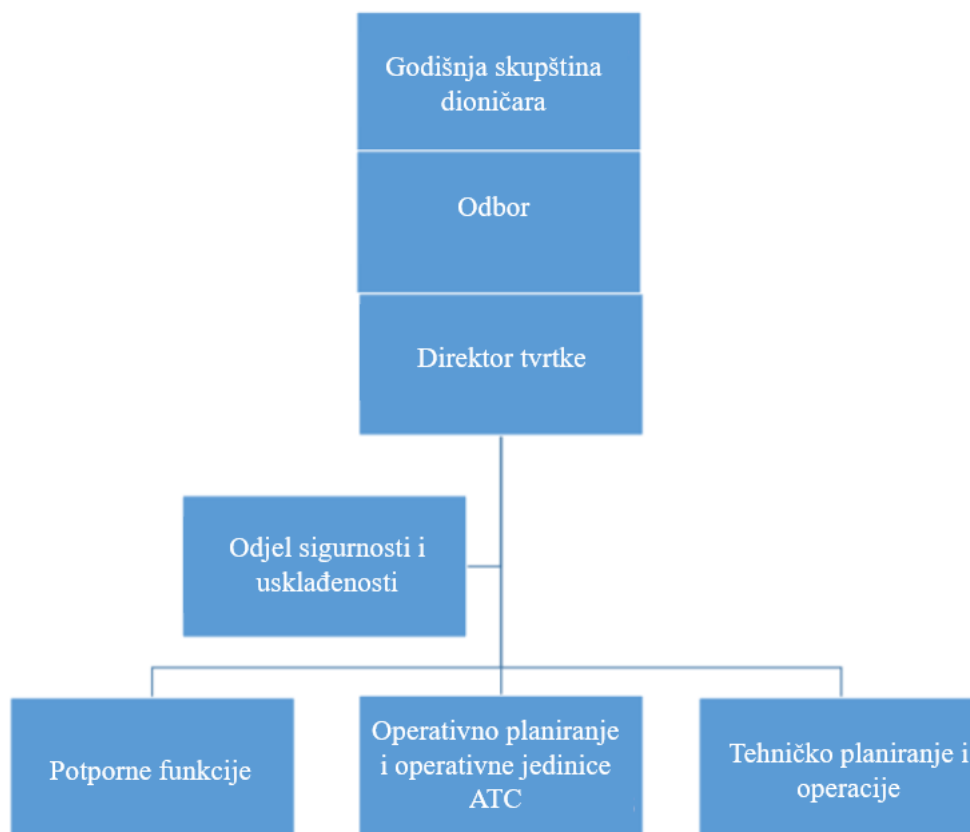 Godišnja skupština
dioničara
Odbor
Direktor tvrtke
Odjel sigurnosti i
usklađenosti
Potporne funkcije
Operativno planiranje
i operativne jedinice
ATC
Tehničko planiranje i
operacije